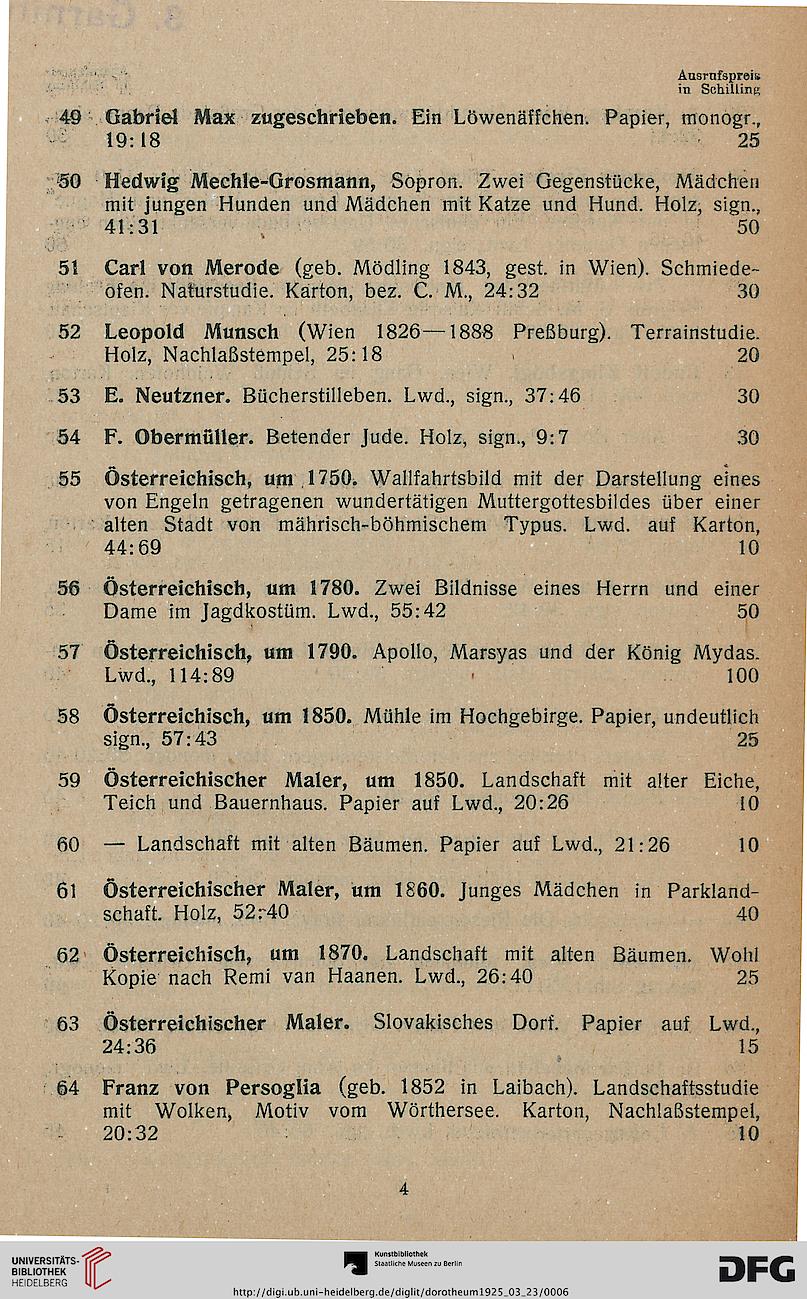 Ausrufspreis
in Schilling
49 Gabriel Max zugeschrieben. Ein Löwenäffchen. Papier, monogr.,
19:18 25
50 Hedwig Mechle-Grosmann, Sopron. Zwei Gegenstücke, Mädchen
mit jungen Hunden und Mädchen mit Katze und Hund. Holz, sign.,
41:31 50
51 Carl von Merode (geb. Mödling 1843, gest. in Wien). Schmiede-
ofen. Naturstudie. Karton, bez. C. M., 24:32 30
52 Leopold Munsch (Wien 1826—1888 Preßburg). Terrainstudie.
Holz, Nachlaßstempel, 25:18 20
53 E. Neutzner. Bücherstilleben. Lwd., sign., 37:46 30
54 F. Obermüller. Betender Jude. Holz, sign., 9:7 30
55 Österreichisch, um 1750. Wallfahrtsbild mit der Darstellung eines
von Engeln getragenen wundertätigen Muttergottesbildes über einer
alten Stadt von mährisch-böhmischem Typus. Lwd. auf Karton,
44:69 10
56 Österreichisch, um 1780. Zwei Bildnisse eines Herrn und einer
Dame im Jagdkostüm. Lwd., 55:42 50
57 Österreichisch, um 1790. Apollo, Marsyas und der König Mydas.
Lwd., 114:89 100
58 Österreichisch, um 1850. Mühle im Hochgebirge. Papier, undeutlich
sign., 57:43 25
59 Österreichischer Maler, um 1850. Landschaft mit alter Eiche,
Teich und Bauernhaus. Papier auf Lwd., 20:26 10
60 — Landschaft mit alten Bäumen. Papier auf Lwd., 21:26 10
61 Österreichischer Maler, um 1860. Junges Mädchen in Parkland-
schaft. Holz, 52:40 40
62 Österreichisch, um 1870. Landschaft mit alten Bäumen. Wohl
Kopie nach Remi van Haanen. Lwd., 26:40 25
63 Österreichischer Maler. Slovakisches Dorf. Papier auf Lwd.,
24:36 15
64 Franz von Persoglia (geb. 1852 in Laibach). Landschaftsstudie
mit Wolken, Motiv vom Wörthersee. Karton, Nachlaßstempel,
20:32 10
4
UNIVERSITÄTS-
BIBLIOTHEK
HEIDELBERG
Kunstbibliothek
Staatliche Museen zu Berlin
DFG
http://digi.ub.uni-heidelberg.de/diglit/dorotheum1925_03_23/0006